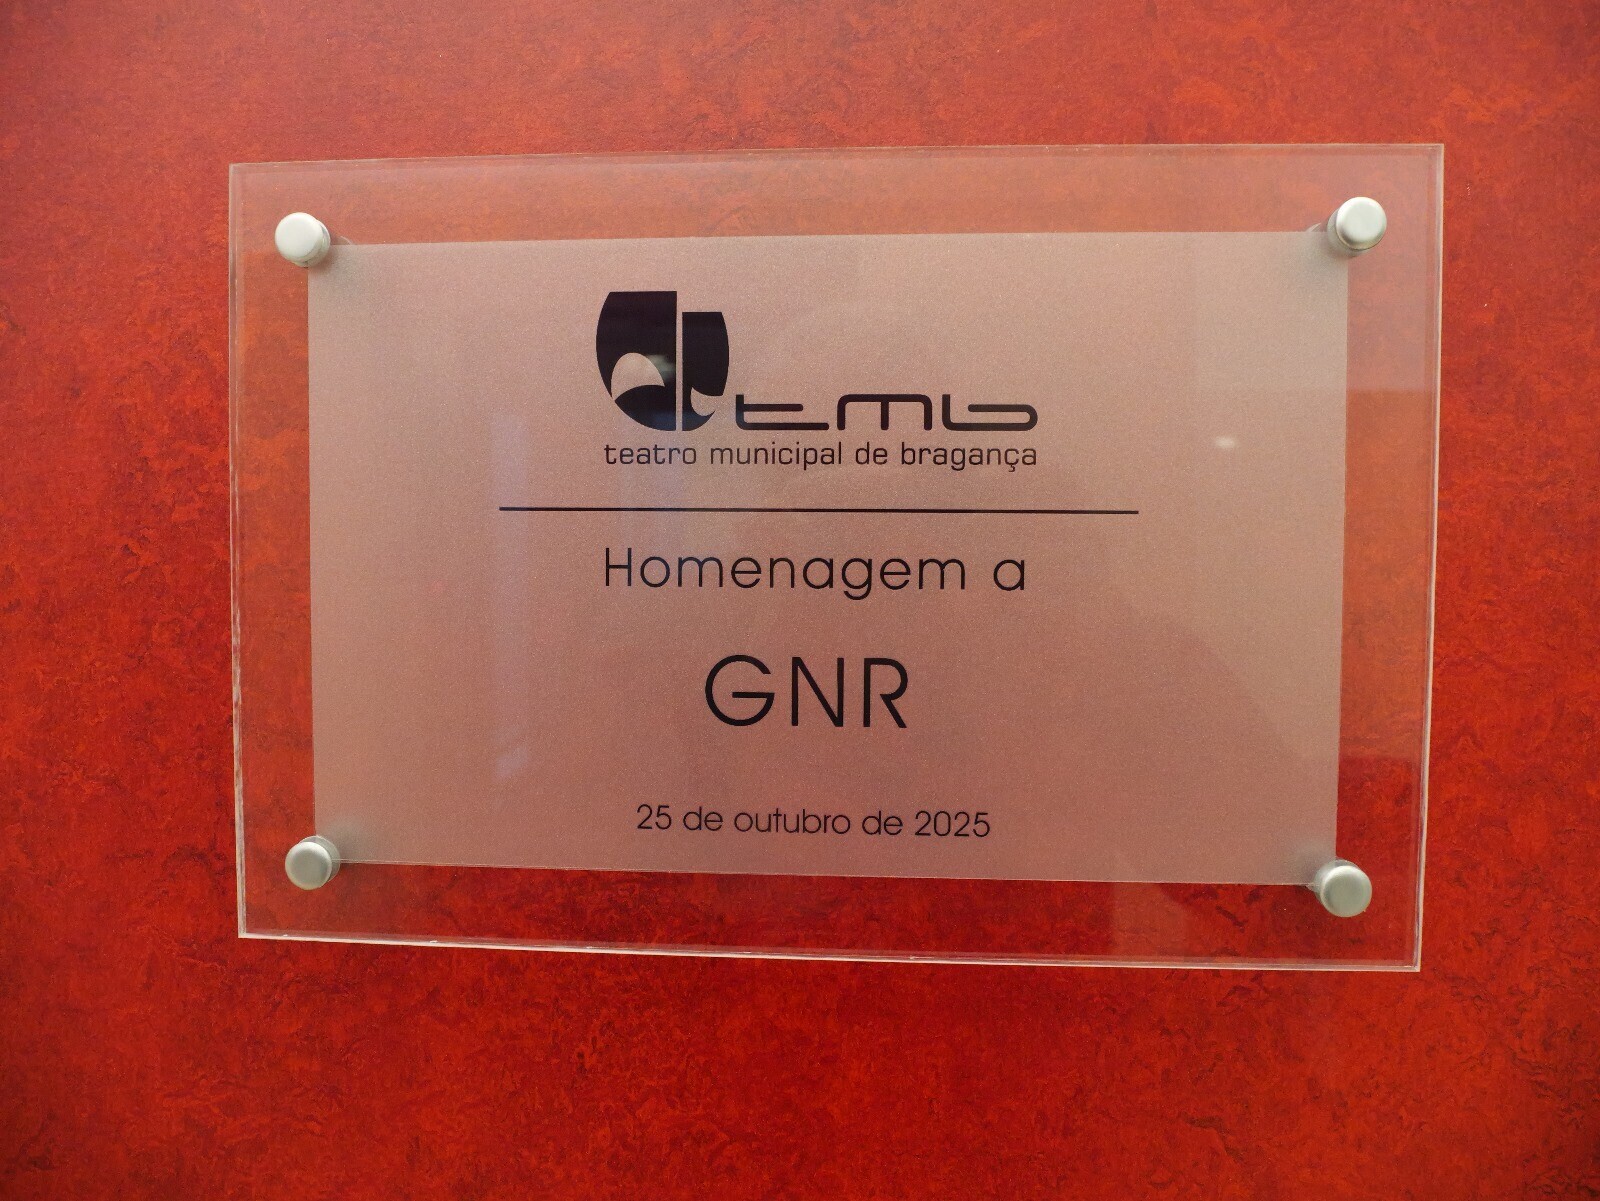 tmb
teatro municipal de bragança
Homenagem a
GNR
25 de outubro de 2025